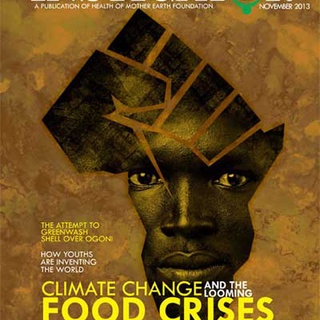 A PUBLICATION OF HEALTH OF MOTHER EARTH FOUNDATION
NOVEMBER 2013
THE ATTEMPT TO
GREENWASH
SHELL OVER OGONI
HOW YOUTHS
ARE INVENTING
THE WORLD
CLIMATE CHANGE AND THE
LOOMING
FOOD CRISES